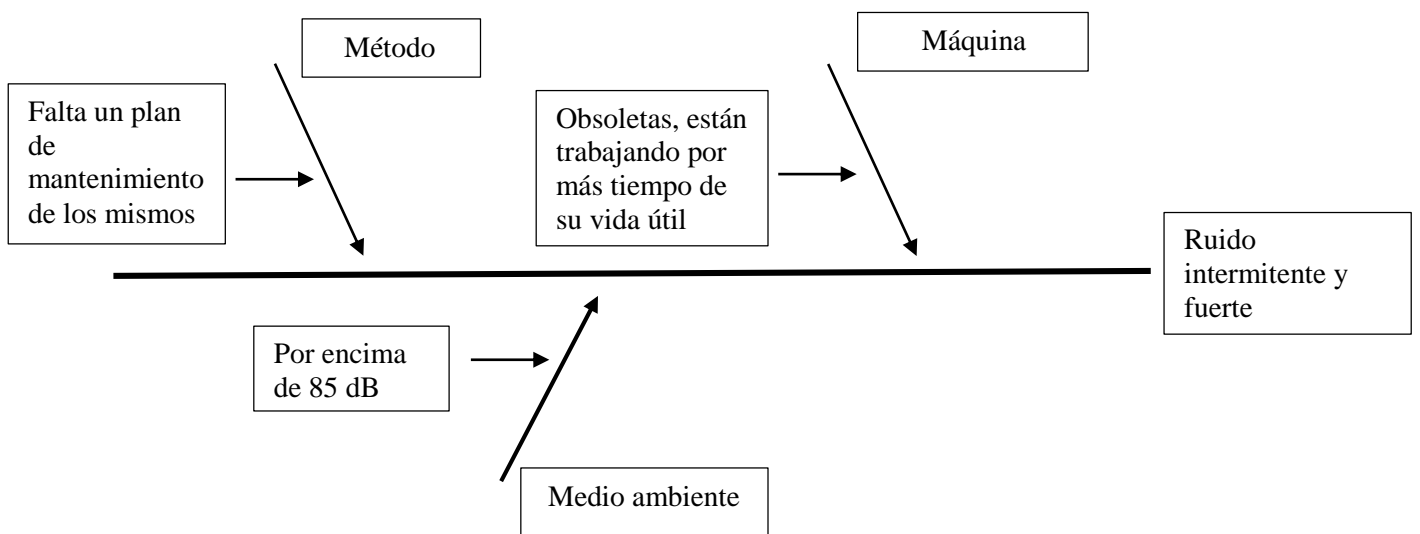 Método
Máquina
Falta un plan
de
mantenimiento
de los mismos
Obsoletas, están
trabajando por
más tiempo de
su vida útil
Ruido
intermitente y
fuerte
Por encima
de 85 dB
Medio ambiente